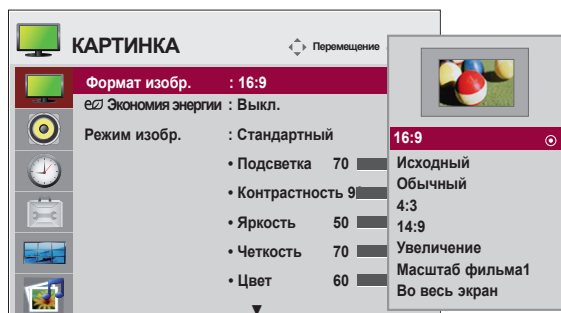 КАРТИНКА
Перемещение
Формат изобр. : 16:9
Экономия энергии : Выкл.
Режим изобр. : Стандартный
• Подсветка 70
• Контрастность 9
• Яркость 50
• Четкость 70
• Цвет 60
▼
16:9
Исходный
Обычный
4:3
14:9
Увеличение
Масштаб фильма1
Во весь экран